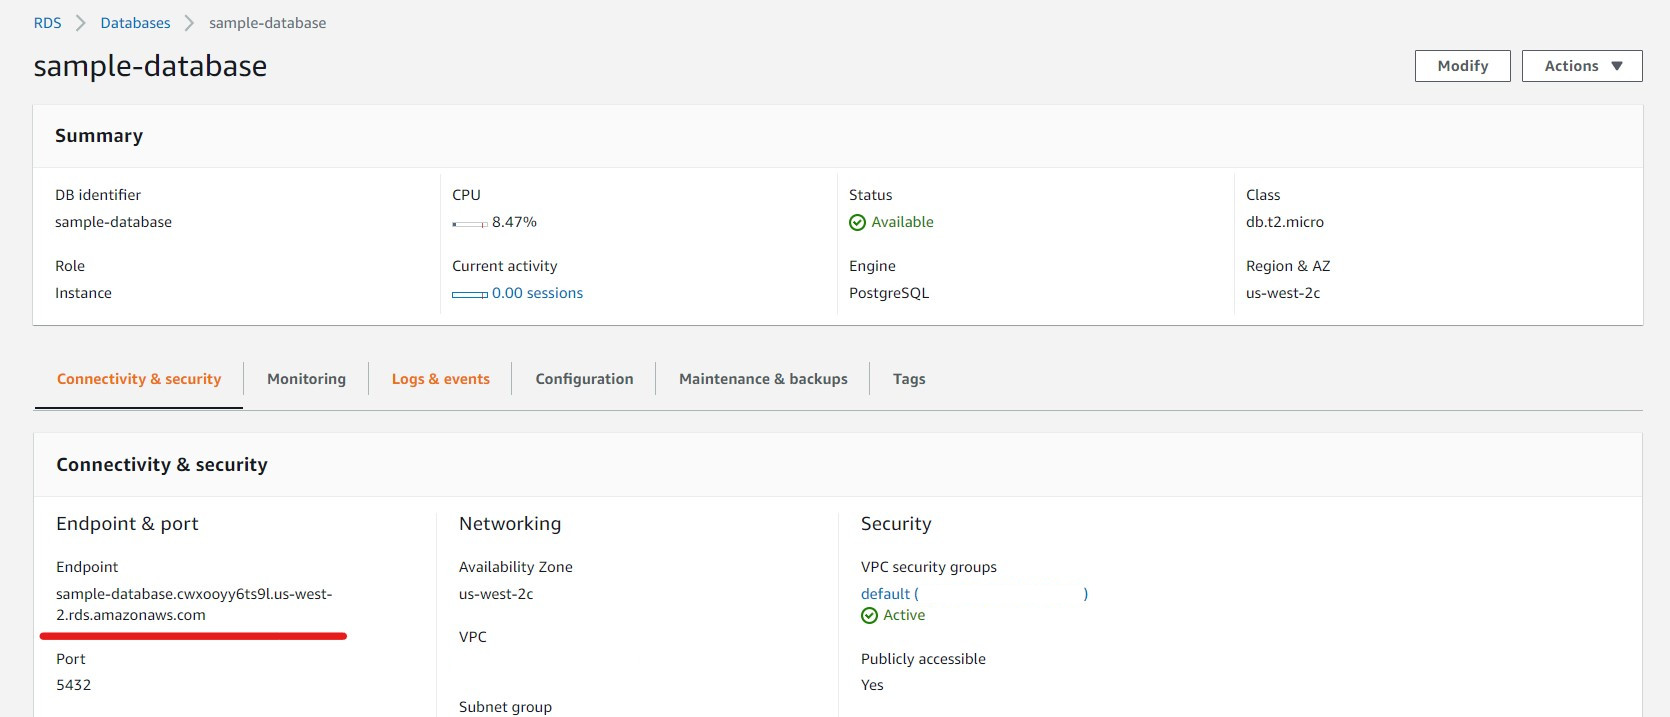 RDS > Databases > sample-database
sample-database
Modify
Actions ▼
Summary
DB identifier
sample-database
CPU
8.47%
Status
Available
Class
db.t2.micro
Role
Instance
Current activity
0.00 sessions
Engine
PostgreSQL
Region & AZ
us-west-2c
Connectivity & security
Monitoring
Logs & events
Configuration
Maintenance & backups
Tags
Connectivity & security
Endpoint & port
Endpoint
sample-database.cwxooyy6ts9l.us-west-
2.rds.amazonaws.com
Port
5432
Networking
Availability Zone
us-west-2c
VPC
Subnet group
Security
VPC security groups
default ( )
Active
Publicly accessible
Yes